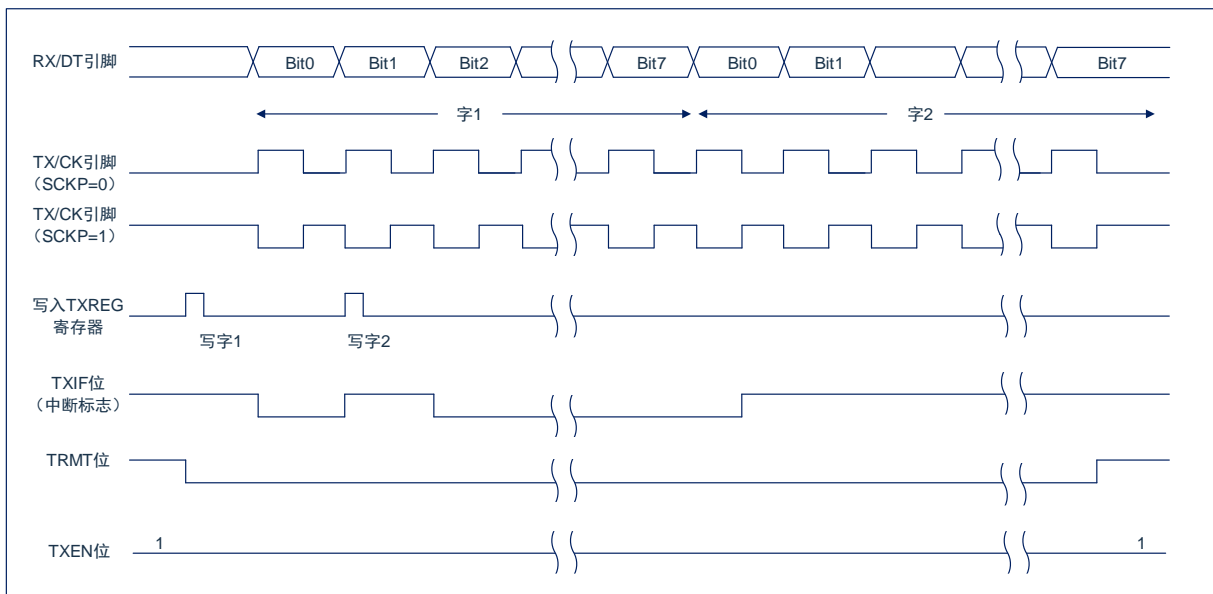 RX/DT引脚
Bit0 Bit1 Bit2 Bit7 Bit0 Bit1 Bit7
字1 字2
TX/CK引脚
（SCKP=0）
TX/CK引脚
（SCKP=1）
写入TXREG
寄存器
写字1 写字2
TXIF位
（中断标志）
TRMT位
TXEN位 1 1